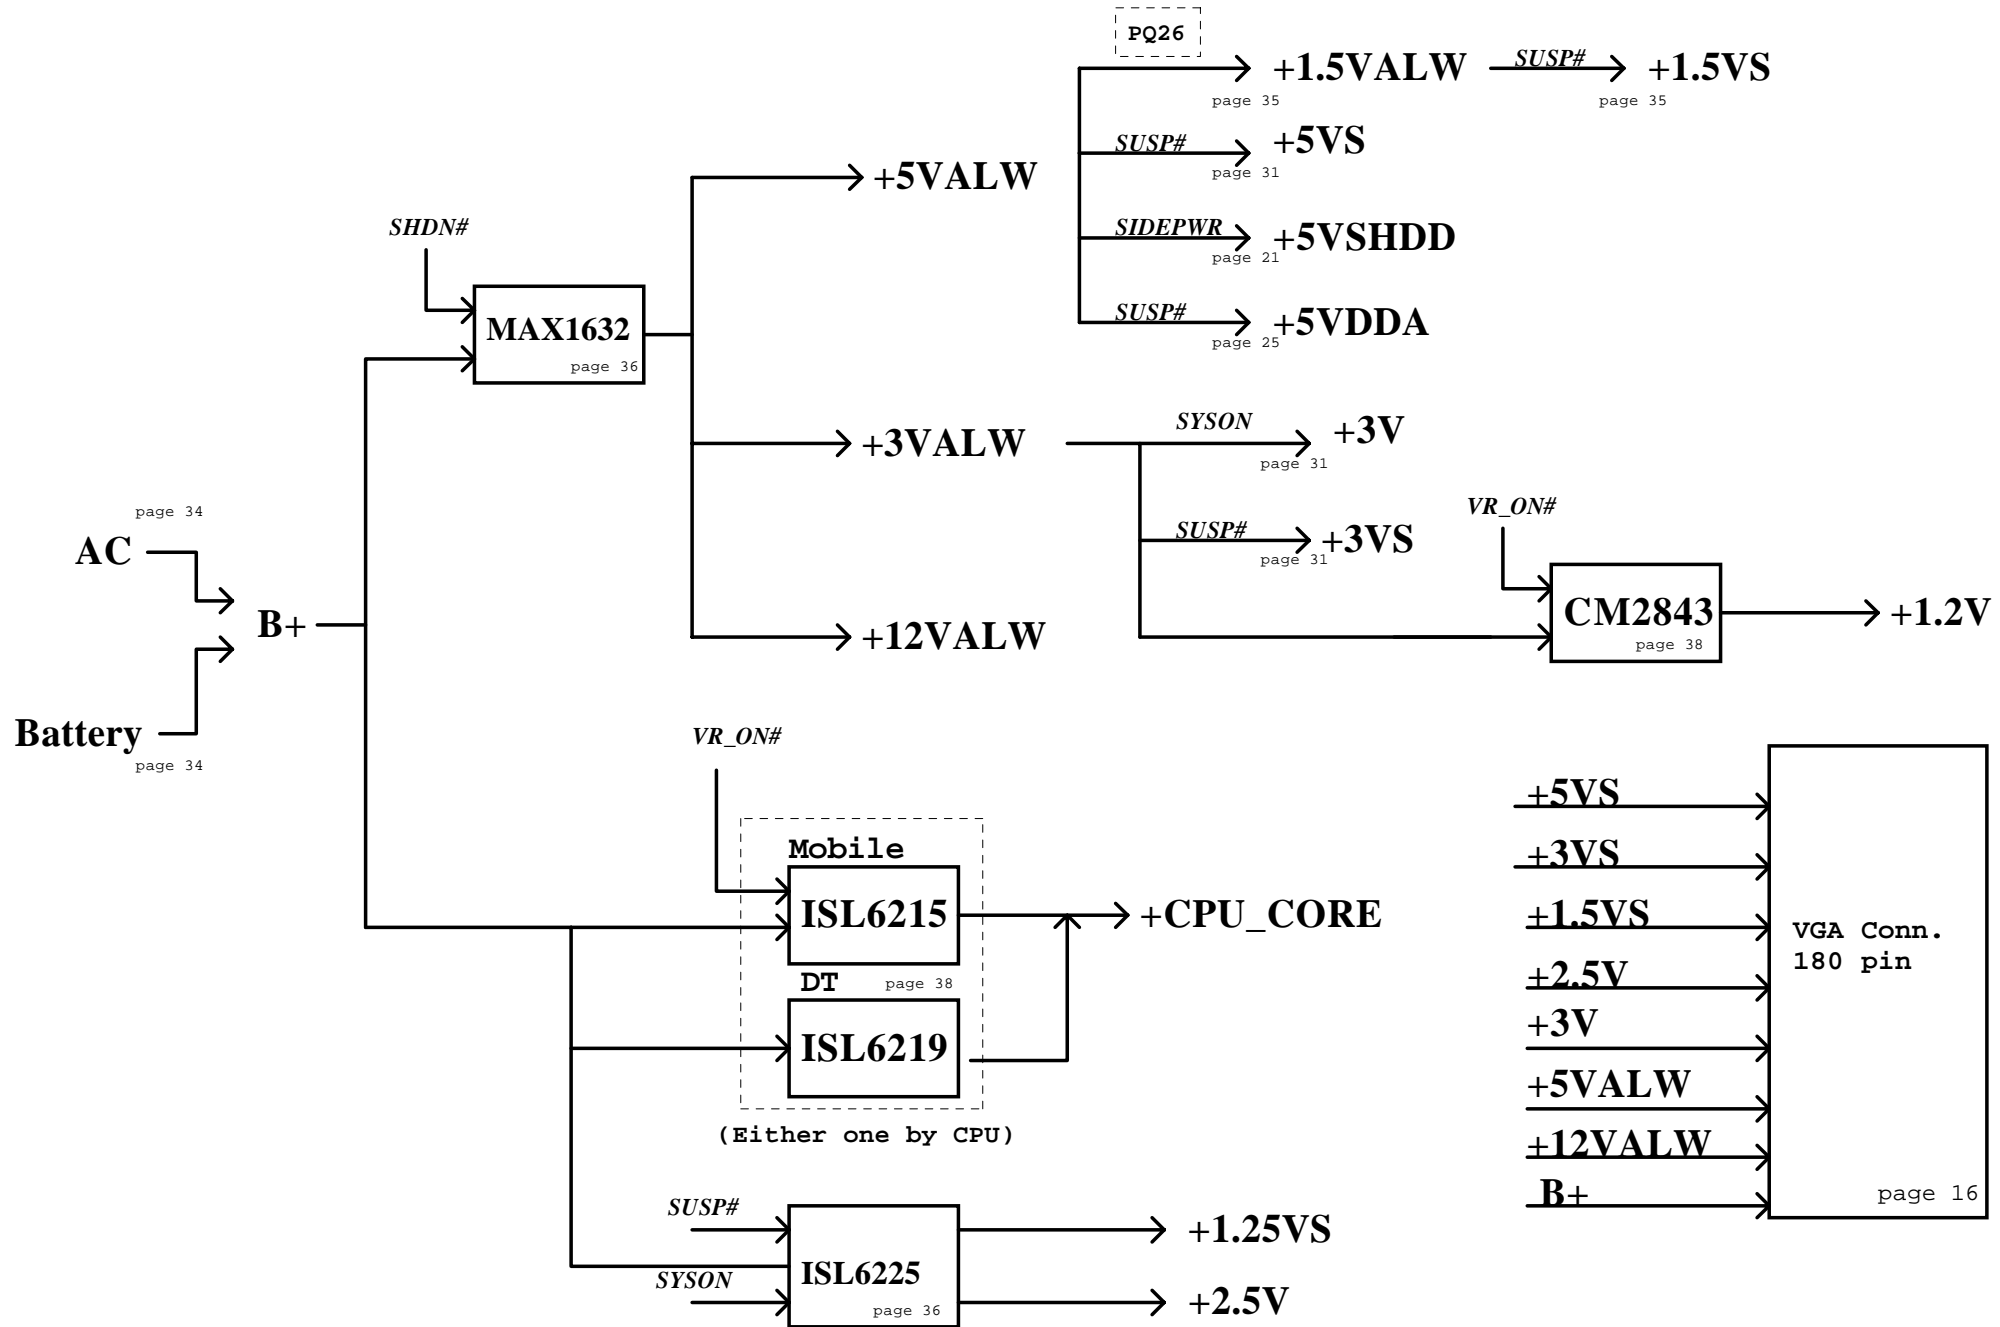 PQ26
+1.5VALW
SUSP#
+1.5VS
page 35
page 35
SUSP#
+5VS
page 31
+5VALW
SIDEPWR
+5VSHDD
page 21
SHDN#
MAX1632
page 36
SUSP#
+5VDDA
page 25
+3VALW
SYSON
+3V
page 31
SUSP#
+3VS
page 31
VR_ON#
page 34
AC
B+
+12VALW
CM2843
page 38
+1.2V
Battery
page 34
VR_ON#
Mobile
ISL6215
+CPU_CORE
DT
page 38
ISL6219
(Either one by CPU)
+5VS
+3VS
+1.5VS
+2.5V
+3V
+5VALW
+12VALW
B+
VGA Conn.
180 pin
page 16
SUSP#
+1.25VS
SYSON
ISL6225
page 36
+2.5V